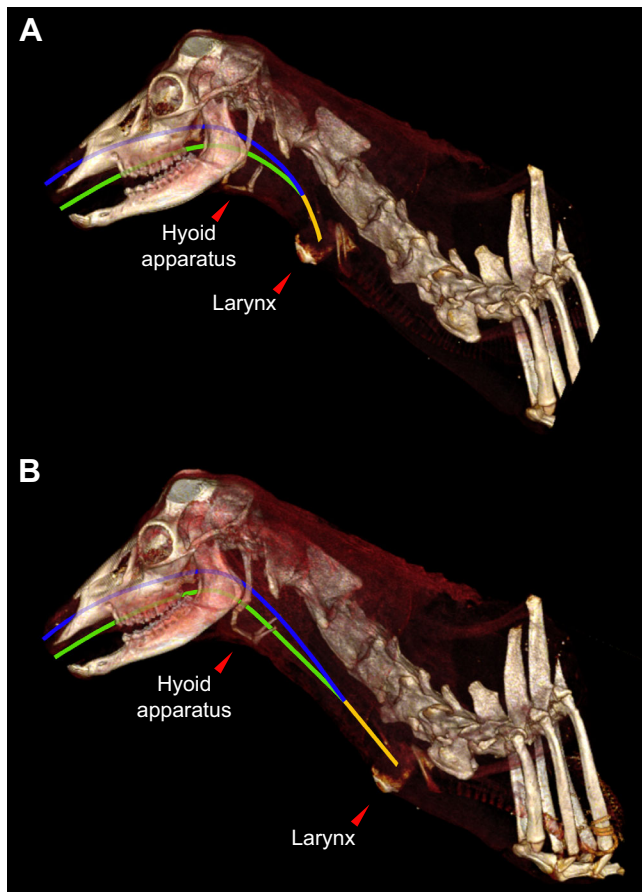 A
Hyoid
apparatus
Larynx
B
Hyoid
apparatus
Larynx